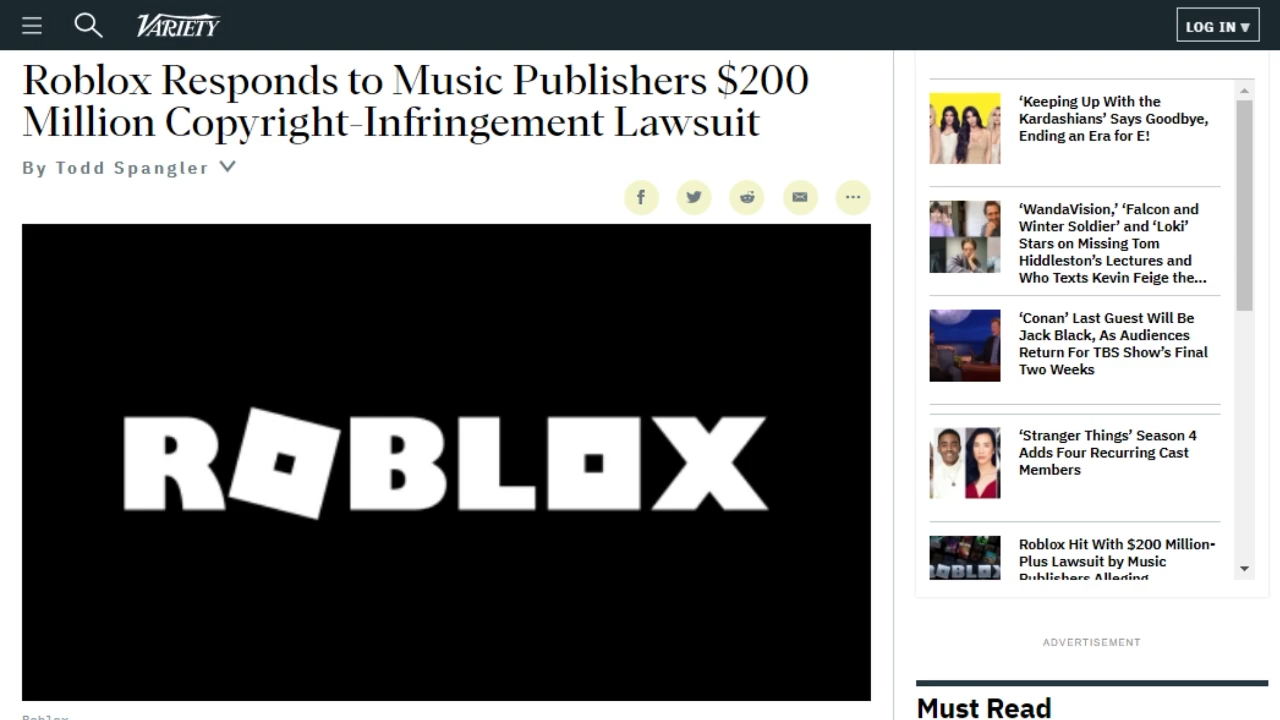 VARIETY
LOG IN ▼
Roblox Responds to Music Publishers $200
Million Copyright-Infringement Lawsuit
By Todd Spangler
ROBLOX
Roblox
‘Keeping Up With the
Kardashians’ Says Goodbye,
Ending an Era for E!
‘WandaVision,’ ‘Falcon and
Winter Soldier’ and ‘Loki’
Stars on Missing Tom
Hiddleston’s Lectures and
Who Texts Kevin Feige the...
‘Conan’ Last Guest Will Be
Jack Black, As Audiences
Return For TBS Show’s Final
Two Weeks
‘Stranger Things’ Season 4
Adds Four Recurring Cast
Members
ROBLOX
Roblox Hit With $200 Million-
Plus Lawsuit by Music
Publishers Alleging
ADVERTISEMENT
Must Read